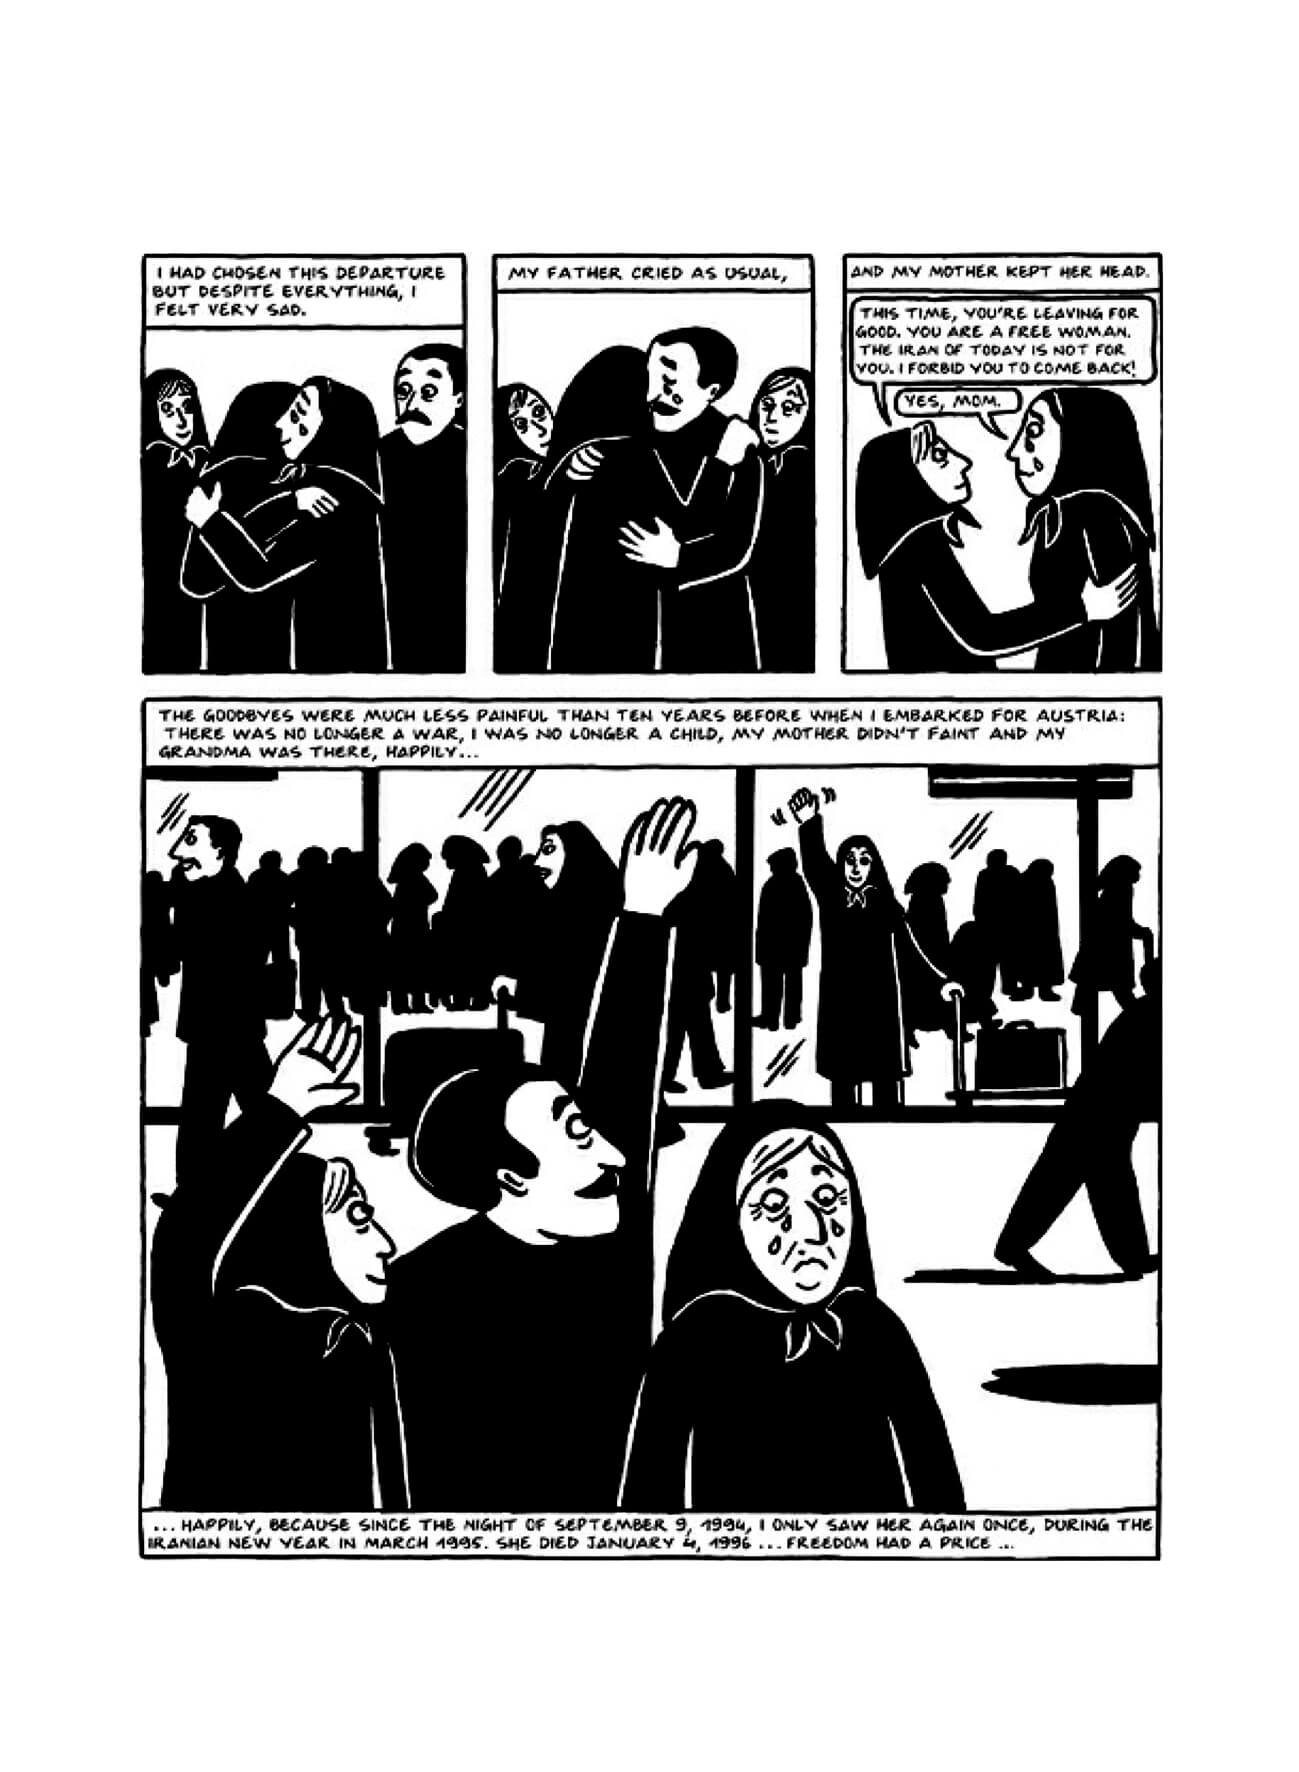 I HAD CHOSEN THIS DEPARTURE
BUT DESPITE EVERYTHING, I
FELT VERY SAD.
MY FATHER CRIED AS USUAL,
AND MY MOTHER KEPT HER HEAD.
THIS TIME, YOU'RE LEAVING FOR
GOOD. YOU ARE A FREE WOMAN.
THE IRAN OF TODAY IS NOT FOR
YOU. I FORBID YOU TO COME BACK!
YES, MOM.
THE GOODBYES WERE MUCH LESS PAINFUL THAN TEN YEARS BEFORE WHEN I EMBARKED FOR AUSTRIA:
THERE WAS NO LONGER A WAR, I WAS NO LONGER A CHILD, MY MOTHER DIDN'T FAINT AND MY
GRANDMA WAS THERE, HAPPILY...
... HAPPILY, BECAUSE SINCE THE NIGHT OF SEPTEMBER 9, 1994, I ONLY SAW HER AGAIN ONCE, DURING THE
IRANIAN NEW YEAR IN MARCH 1995. SHE DIED JANUARY 4, 1996 ... FREEDOM HAD A PRICE ...